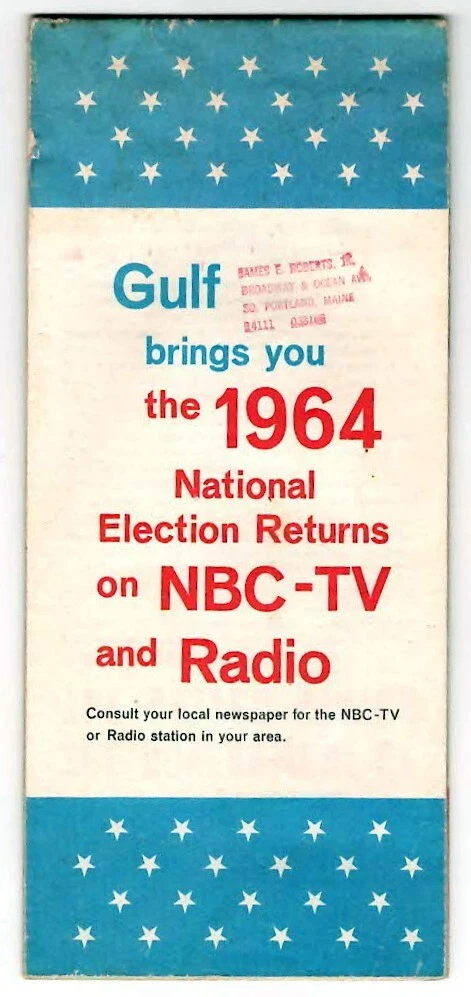 Gulf
JAMES E. ROBERTS, JR.
BROADWAY & OCEAN AVE.
SO. PORTLAND, MAINE
brings you
the 1964
National
Election Returns
on NBC-TV
and Radio
Consult your local newspaper for the NBC-TV
or Radio station in your area.